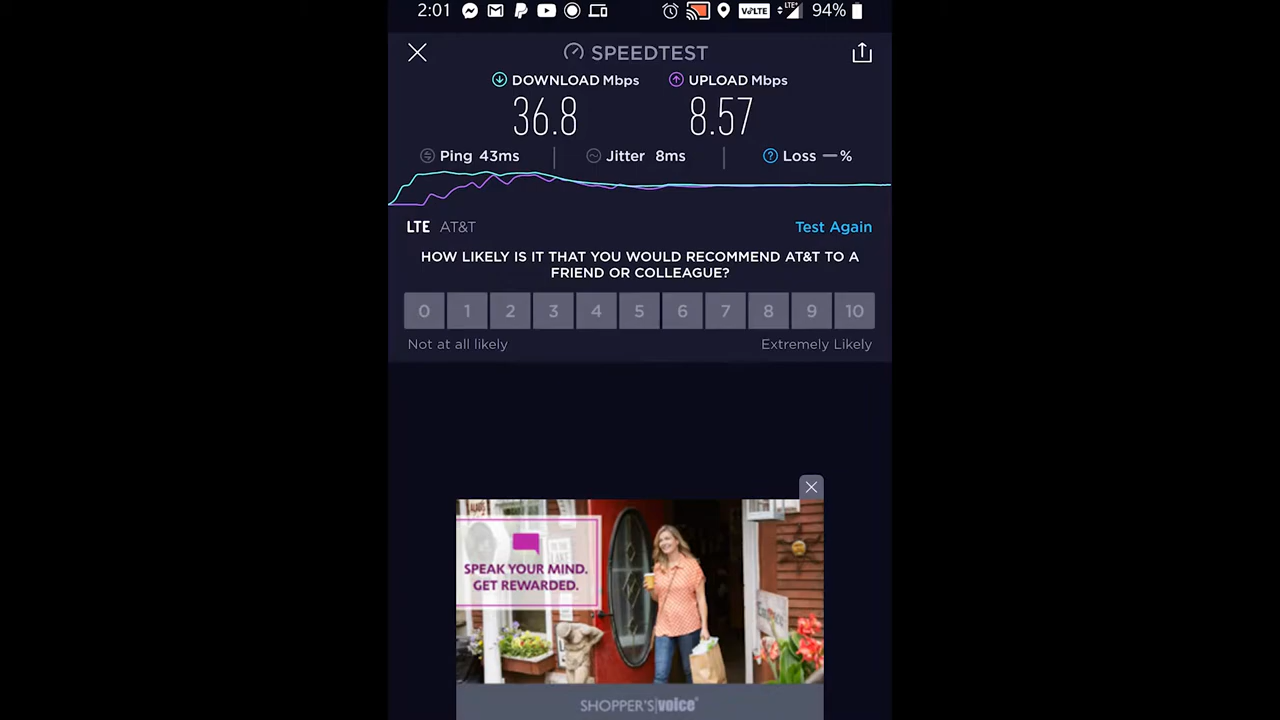 2:01 VoLTE LTE+ 94%
SPEEDTEST
DOWNLOAD Mbps UPLOAD Mbps
36.8 8.57
Ping 43ms Jitter 8ms ? Loss — %
LTE AT&T Test Again
HOW LIKELY IS IT THAT YOU WOULD RECOMMEND AT&T TO A
FRIEND OR COLLEAGUE?
0 1 2 3 4 5 6 7 8 9 10
Not at all likely Extremely Likely
SPEAK YOUR MIND.
GET REWARDED.
SHOPPER'S|voice®